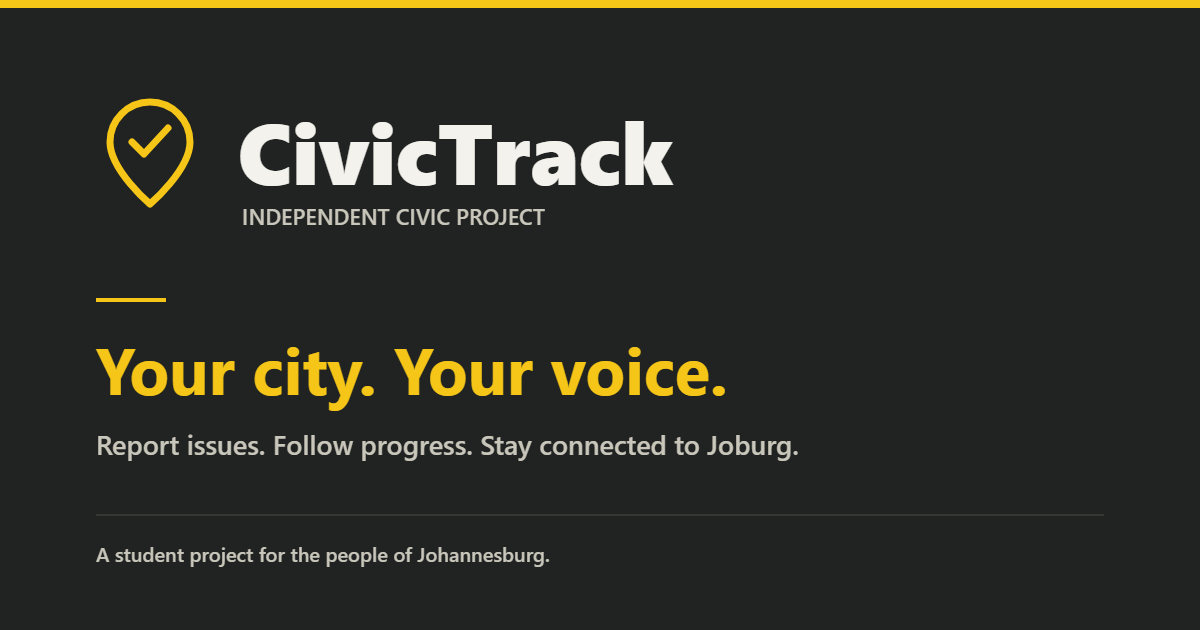 CivicTrack
INDEPENDENT CIVIC PROJECT
Your city. Your voice.
Report issues. Follow progress. Stay connected to Joburg.
A student project for the people of Johannesburg.